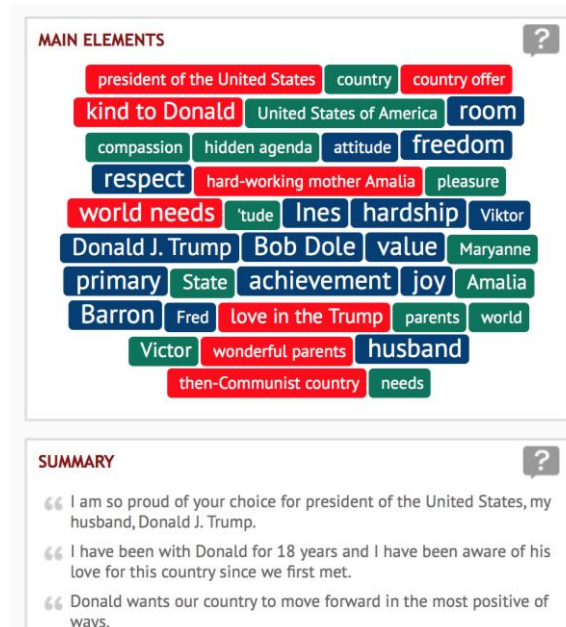 MAIN ELEMENTS ?
president of the United States country country offer
kind to Donald United States of America room
compassion hidden agenda attitude freedom
respect hard-working mother Amalia pleasure
world needs 'tude Ines hardship Viktor
Donald J. Trump Bob Dole value Maryanne
primary State achievement joy Amalia
Barron Fred love in the Trump parents world
Victor wonderful parents husband
then-Communist country needs
SUMMARY ?
“ I am so proud of your choice for president of the United States, my
husband, Donald J. Trump.
“ I have been with Donald for 18 years and I have been aware of his
love for this country since we first met.
“ Donald wants our country to move forward in the most positive of
ways.